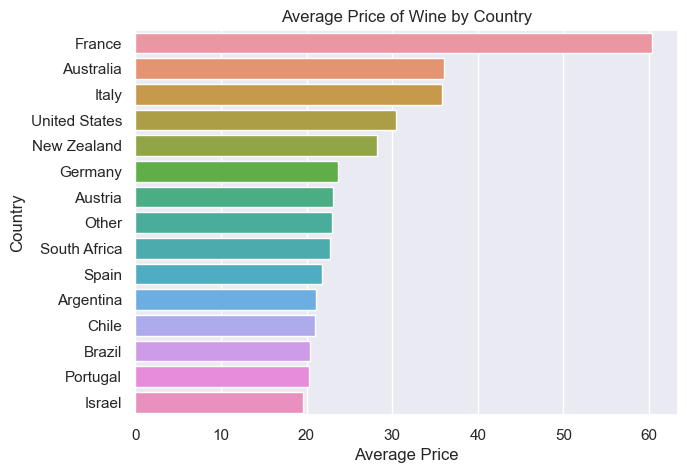 Average Price of Wine by Country
Country
France
Australia
Italy
United States
New Zealand
Germany
Austria
Other
South Africa
Spain
Argentina
Chile
Brazil
Portugal
Israel
0 10 20 30 40 50 60
Average Price